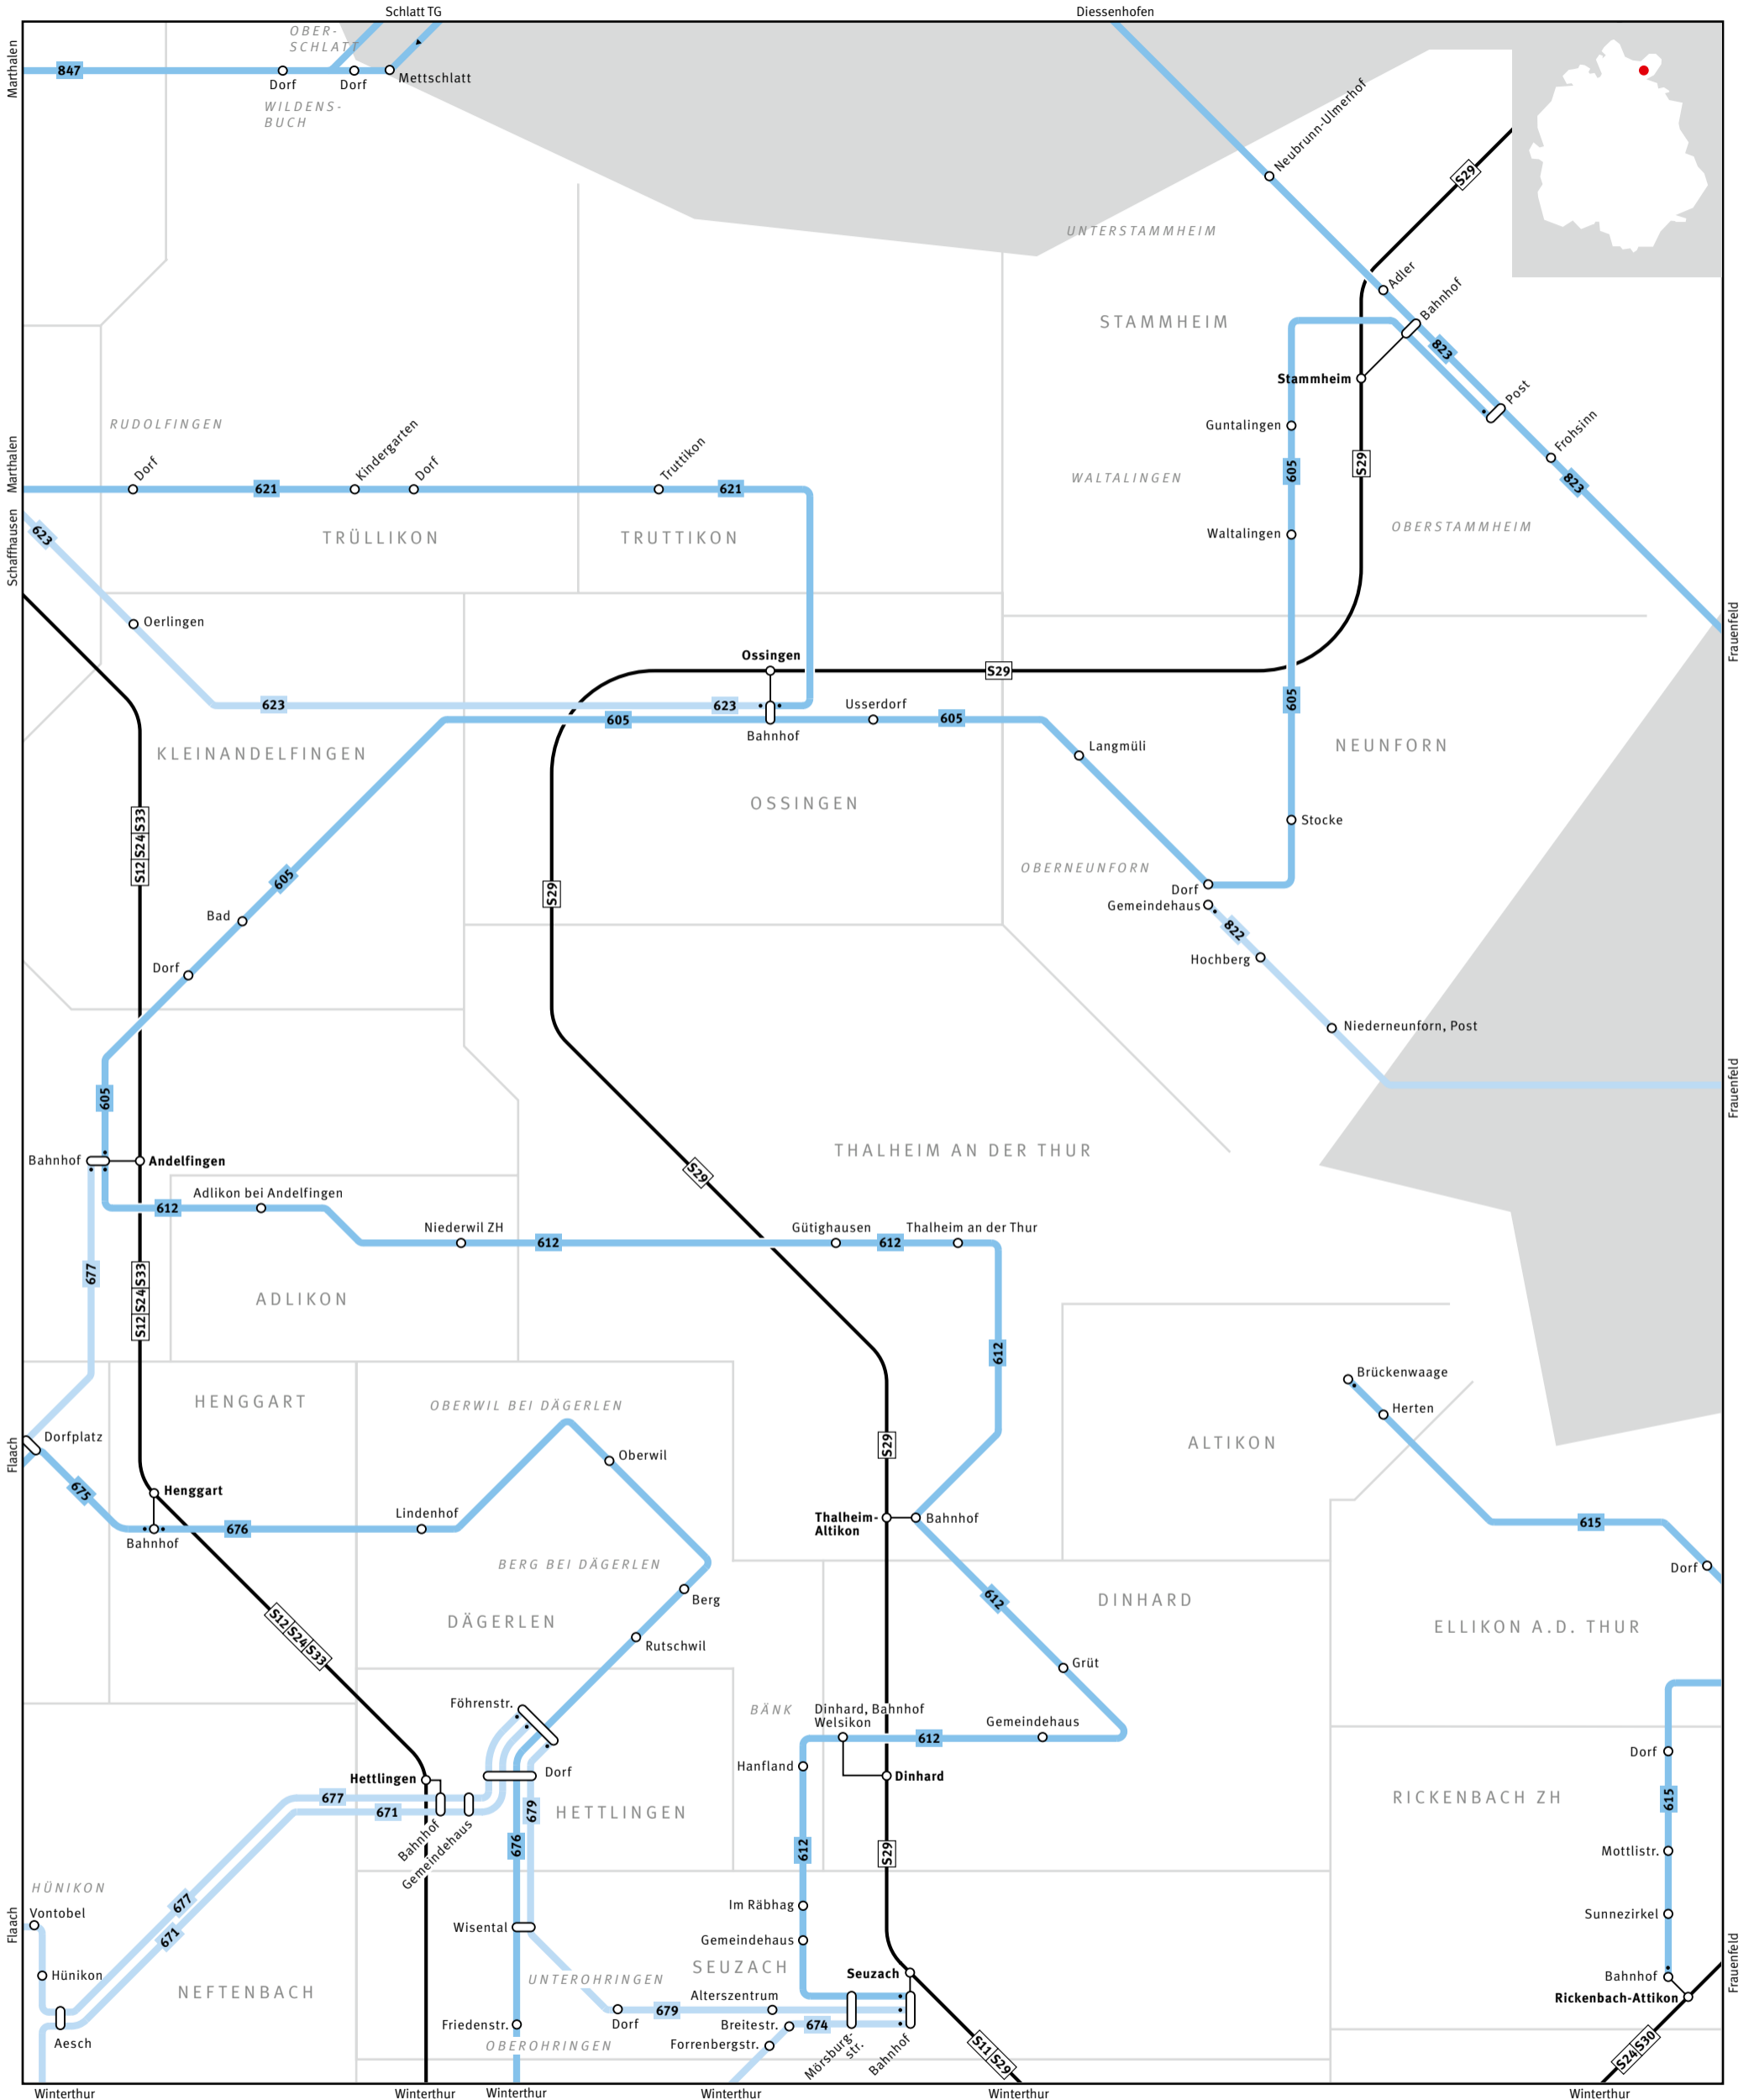 Schlatt TG
Diessenhofen
OBER-
SCHLATT
Marthalen
847
Dorf
Dorf
Mettschlatt
WILDENS-
BUCH
Neubrunn-Ulmerhof
S29
UNTERSTAMMHEIM
Adler
Bahnhof
STAMMHEIM
823
Stammheim
Post
Guntalingen
Frohsinn
RUDOLFINGEN
Dorf
Kindergarten
Dorf
Truttikon
Marthalen
621
621
605
S29
WALTALINGEN
823
Schaffhausen
623
TRÜLLIKON
TRUTTIKON
Waltalingen
OBERSTAMMHEIM
Oerlingen
Frauenfeld
Ossingen
S29
623
623
605
Usserdorf
605
605
Bahnhof
KLEINANDELFINGEN
Langmüli
NEUNFORN
OSSINGEN
S12 S24 S33
Stocke
605
S29
OBERNEUNFORN
Dorf
Gemeindehaus
Bad
822
Hochberg
Dorf
Niederneunforn, Post
Frauenfeld
605
Bahnhof
Andelfingen
THALHEIM AN DER THUR
S29
Adlikon bei Andelfingen
612
Niederwil ZH
612
Gütighausen
612
Thalheim an der Thur
677
S12 S24 S33
ADLIKON
612
Brückenwaage
HENGGART
OBERWIL BEI DÄGERLEN
Herten
Flaach
Dorfplatz
Oberwil
S29
ALTIKON
675
Henggart
Lindenhof
676
Bahnhof
Thalheim-
Altikon
Bahnhof
615
BERG BEI DÄGERLEN
Dorf
Berg
612
DINHARD
DÄGERLEN
ELLIKON A.D. THUR
S12 S24 S33
Rutschwil
Grüt
Föhrenstr.
BÄNK
Dinhard, Bahnhof
Welsikon
612
Gemeindehaus
Hanfland
Dorf
Hettlingen
Dorf
Dinhard
677
671
679
HETTLINGEN
RICKENBACH ZH
615
Bahnhof
Gemeindehaus
676
612
S29
Mottlistr.
HÜNIKON
677
671
Vontobel
Im Räbhag
Sunnezirkel
Flaach
Wisental
Gemeindehaus
Frauenfeld
Hünikon
UNTEROHRINGEN
SEUZACH
Seuzach
Bahnhof
NEFTENBACH
Alterszentrum
Rickenbach-Attikon
679
Aesch
Friedenstr.
Dorf
Breitestr.
674
OBEROHRINGEN
Forrenbergstr.
Mörsburg-
str.
Bahnhof
S11 S29
S24 S30
Winterthur
Winterthur
Winterthur
Winterthur
Winterthur
Winterthur